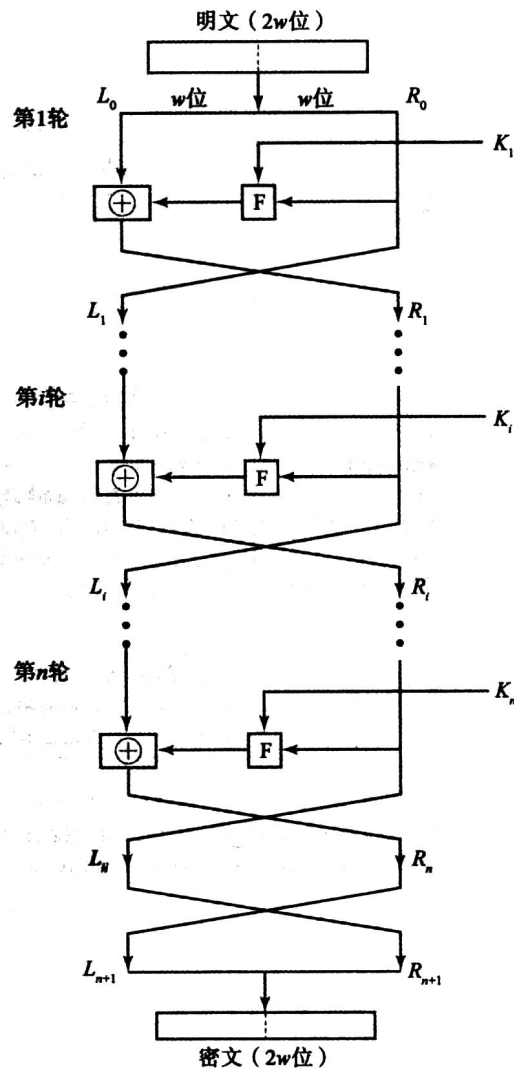 明文（2w位）
L₀ w位 w位 R₀
第1轮
K₁
F
L₁ R₁
第i轮
Kᵢ
F
Lᵢ Rᵢ
第n轮
Kₙ
F
L_N Rₙ
Lₙ₊₁ Rₙ₊₁
密文（2w位）